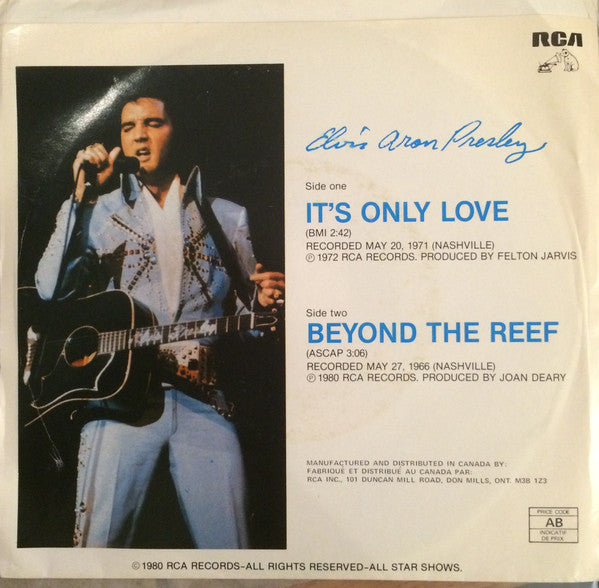 RCA
Elvis Aron Presley
Side one
IT'S ONLY LOVE
(BMI 2:42)
RECORDED MAY 20, 1971 (NASHVILLE)
℗ 1972 RCA RECORDS. PRODUCED BY FELTON JARVIS
Side two
BEYOND THE REEF
(ASCAP 3:06)
RECORDED MAY 27, 1966 (NASHVILLE)
℗ 1980 RCA RECORDS. PRODUCED BY JOAN DEARY
MANUFACTURED AND DISTRIBUTED IN CANADA BY:
FABRIQUÉ ET DISTRIBUÉ AU CANADA PAR:
RCA INC., 101 DUNCAN MILL ROAD, DON MILLS, ONT. M3B 1Z3
PRICE CODE
AB
INDICATIF
DE PRIX
©1980 RCA RECORDS-ALL RIGHTS RESERVED-ALL STAR SHOWS.